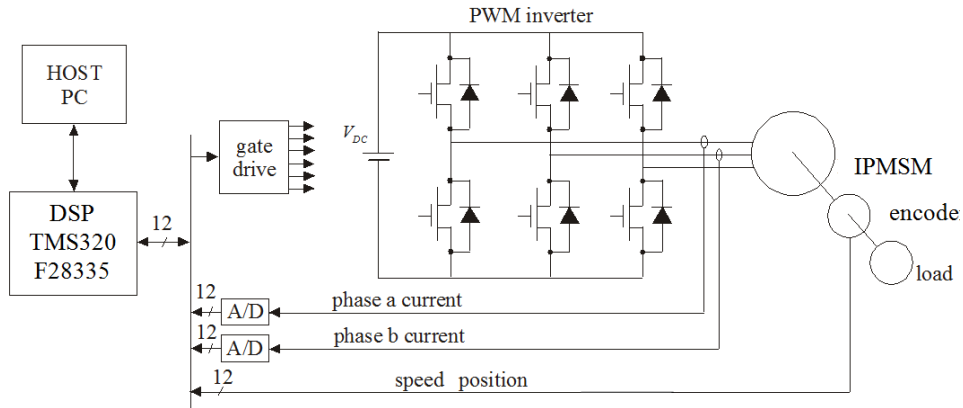 PWM inverter
HOST
PC
gate
drive
V_DC
IPMSM
encoder
load
DSP
TMS320
F28335
12
12
A/D
phase a current
12
A/D
phase b current
12
speed position